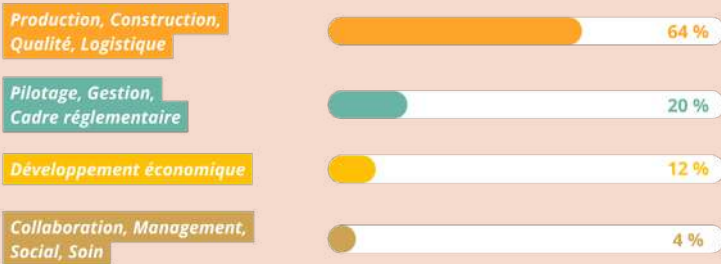 Production, Construction,
Qualité, Logistique
64 %
Pilotage, Gestion,
Cadre réglementaire
20 %
Développement économique
12 %
Collaboration, Management,
Social, Soin
4 %